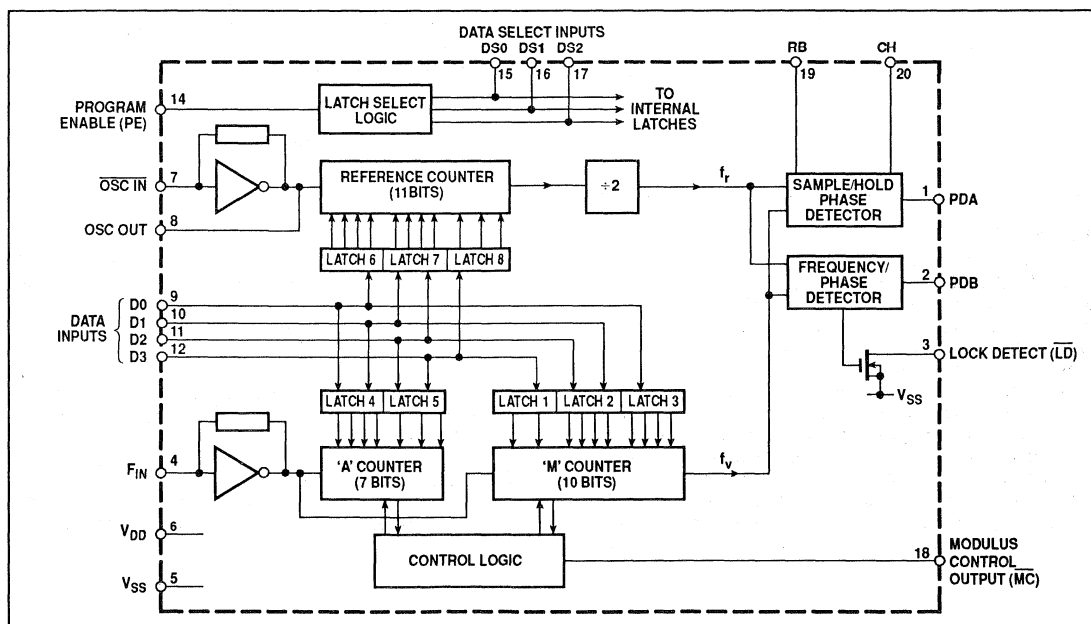 DATA SELECT INPUTS
DS0 DS1 DS2
15 16 17
RB
19
CH
20
14
PROGRAM
ENABLE (PE)
LATCH SELECT
LOGIC
TO
INTERNAL
LATCHES
7
OSC IN
8
OSC OUT
REFERENCE COUNTER
(11BITS)
÷2
fr
SAMPLE/HOLD
PHASE
DETECTOR
1
PDA
LATCH 6 LATCH 7 LATCH 8
FREQUENCY/
PHASE
DETECTOR
2
PDB
DATA
INPUTS
D0 9
D1 10
D2 11
D3 12
3
LOCK DETECT (LD)
VSS
LATCH 4 LATCH 5
LATCH 1 LATCH 2 LATCH 3
FIN
4
'A' COUNTER
(7 BITS)
'M' COUNTER
(10 BITS)
fv
VDD
6
CONTROL LOGIC
18
MODULUS
CONTROL
OUTPUT (MC)
VSS
5